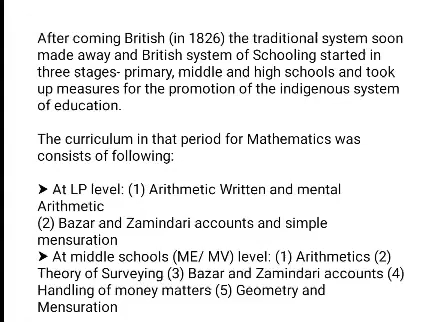 After coming British (in 1826) the traditional system soon
made away and British system of Schooling started in
three stages- primary, middle and high schools and took
up measures for the promotion of the indigenous system
of education.
The curriculum in that period for Mathematics was
consists of following:
➤ At LP level: (1) Arithmetic Written and mental
Arithmetic
(2) Bazar and Zamindari accounts and simple
mensuration
➤ At middle schools (ME/ MV) level: (1) Arithmetics (2)
Theory of Surveying (3) Bazar and Zamindari accounts (4)
Handling of money matters (5) Geometry and
Mensuration